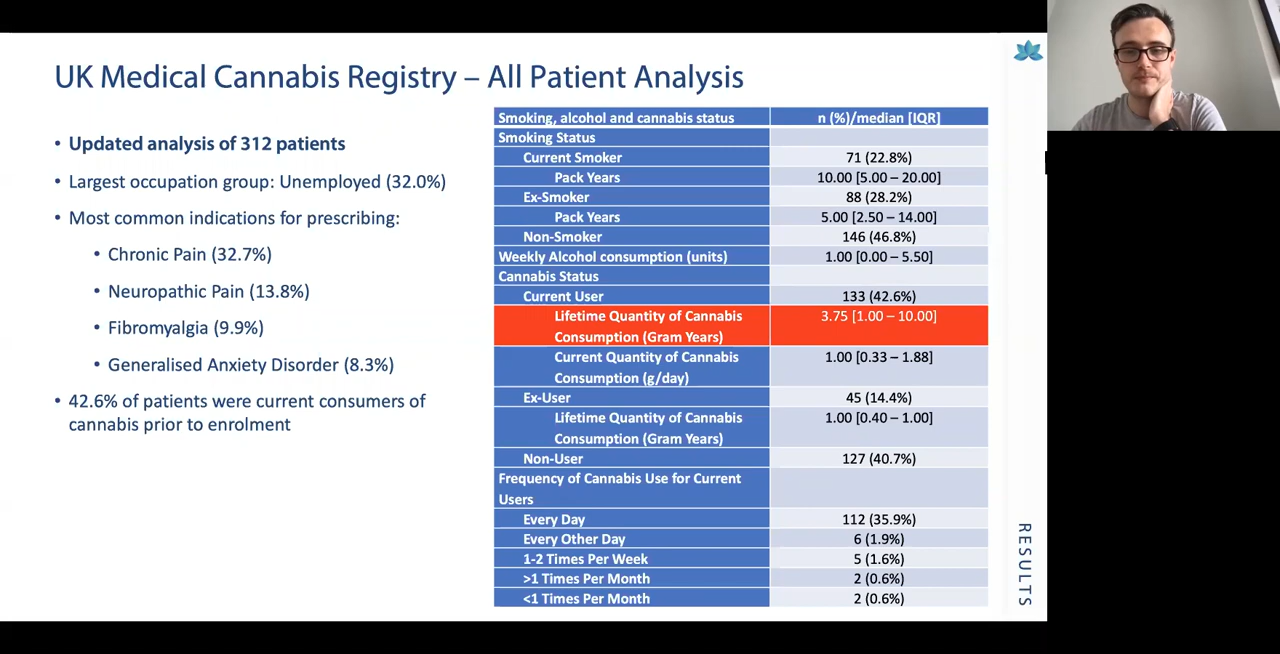 UK Medical Cannabis Registry – All Patient Analysis
• Updated analysis of 312 patients
• Largest occupation group: Unemployed (32.0%)
• Most common indications for prescribing:
• Chronic Pain (32.7%)
• Neuropathic Pain (13.8%)
• Fibromyalgia (9.9%)
• Generalised Anxiety Disorder (8.3%)
• 42.6% of patients were current consumers of
cannabis prior to enrolment
Smoking, alcohol and cannabis status n (%)/median [IQR]
Smoking Status
Current Smoker 71 (22.8%)
Pack Years 10.00 [5.00 – 20.00]
Ex-Smoker 88 (28.2%)
Pack Years 5.00 [2.50 – 14.00]
Non-Smoker 146 (46.8%)
Weekly Alcohol consumption (units) 1.00 [0.00 – 5.50]
Cannabis Status
Current User 133 (42.6%)
Lifetime Quantity of Cannabis 3.75 [1.00 – 10.00]
Consumption (Gram Years)
Current Quantity of Cannabis 1.00 [0.33 – 1.88]
Consumption (g/day)
Ex-User 45 (14.4%)
Lifetime Quantity of Cannabis 1.00 [0.40 – 1.00]
Consumption (Gram Years)
Non-User 127 (40.7%)
Frequency of Cannabis Use for Current
Users
Every Day 112 (35.9%)
Every Other Day 6 (1.9%)
1-2 Times Per Week 5 (1.6%)
>1 Times Per Month 2 (0.6%)
<1 Times Per Month 2 (0.6%)
RESULTS